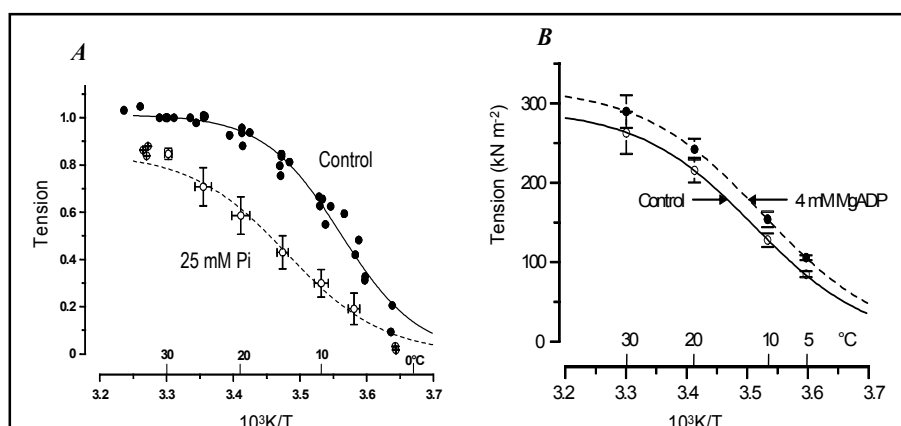 A
Tension
1.0
0.8
0.6
0.4
0.2
0
Control
25 mM Pi
30
20
10
0°C
3.2
3.3
3.4
3.5
3.6
3.7
10³K/T
B
Tension (kN m⁻²)
300
200
100
0
Control
4 mM MgADP
30
20
10
5
°C
3.2
3.3
3.4
3.5
3.6
3.7
10³K/T